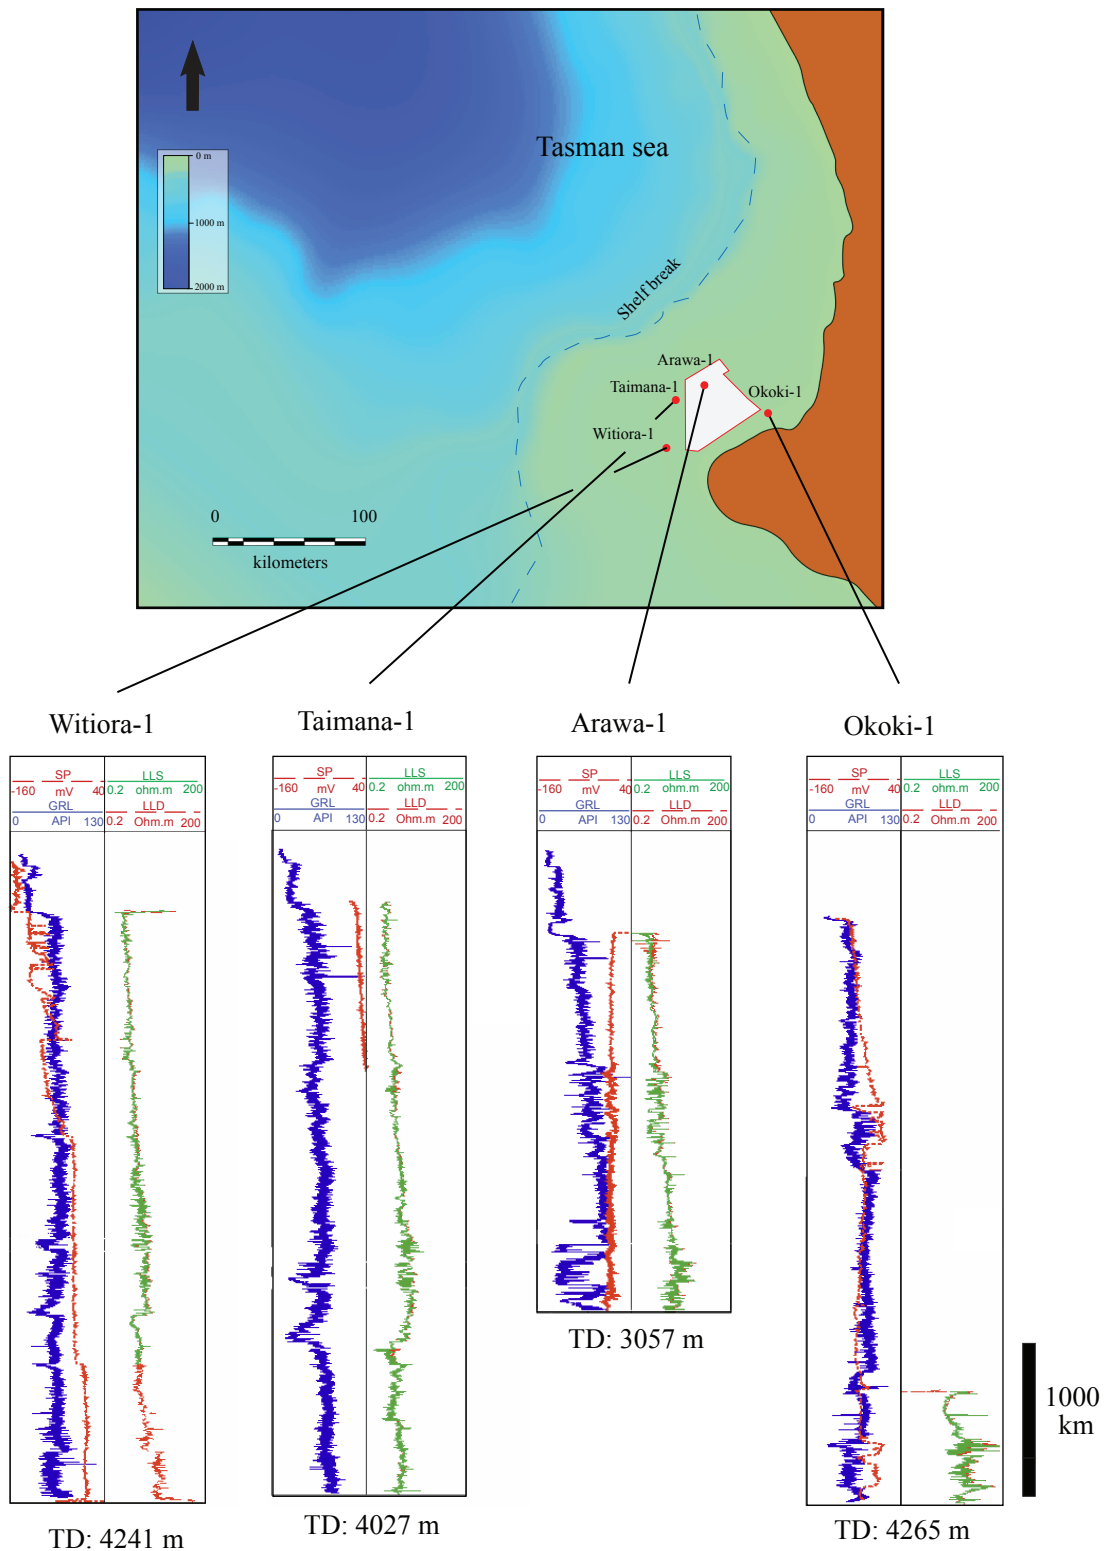 Tasman sea
0 m
1000 m
2000 m
Shelf break
Arawa-1
Taimana-1
Okoki-1
Witiora-1
0 100
kilometers
Witiora-1
SP LLS
-160 mV 40 0.2 ohm.m 200
GRL LLD
0 API 130 0.2 Ohm.m 200
TD: 4241 m
Taimana-1
SP LLS
-160 mV 40 0.2 ohm.m 200
GRL LLD
0 API 130 0.2 Ohm.m 200
TD: 4027 m
Arawa-1
SP LLS
-160 mV 40 0.2 ohm.m 200
GRL LLD
0 API 130 0.2 Ohm.m 200
TD: 3057 m
Okoki-1
SP LLS
-160 mV 40 0.2 ohm.m 200
GRL LLD
0 API 130 0.2 Ohm.m 200
TD: 4265 m
1000
km